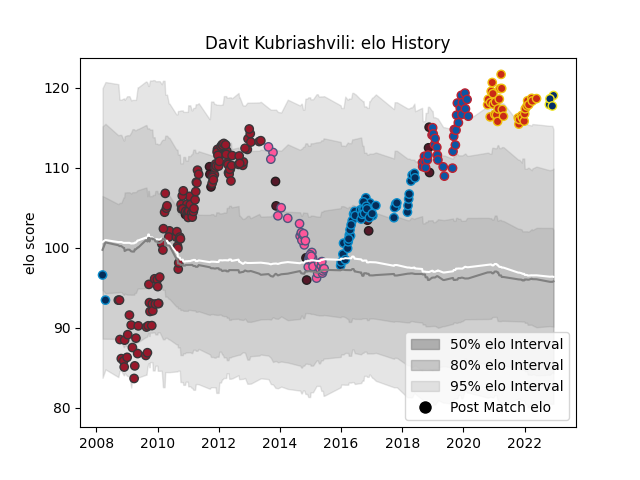 Davit Kubriashvili: elo History
elo score
120
110
100
90
80
2008
2010
2012
2014
2016
2018
2020
2022
50% elo Interval
80% elo Interval
95% elo Interval
Post Match elo